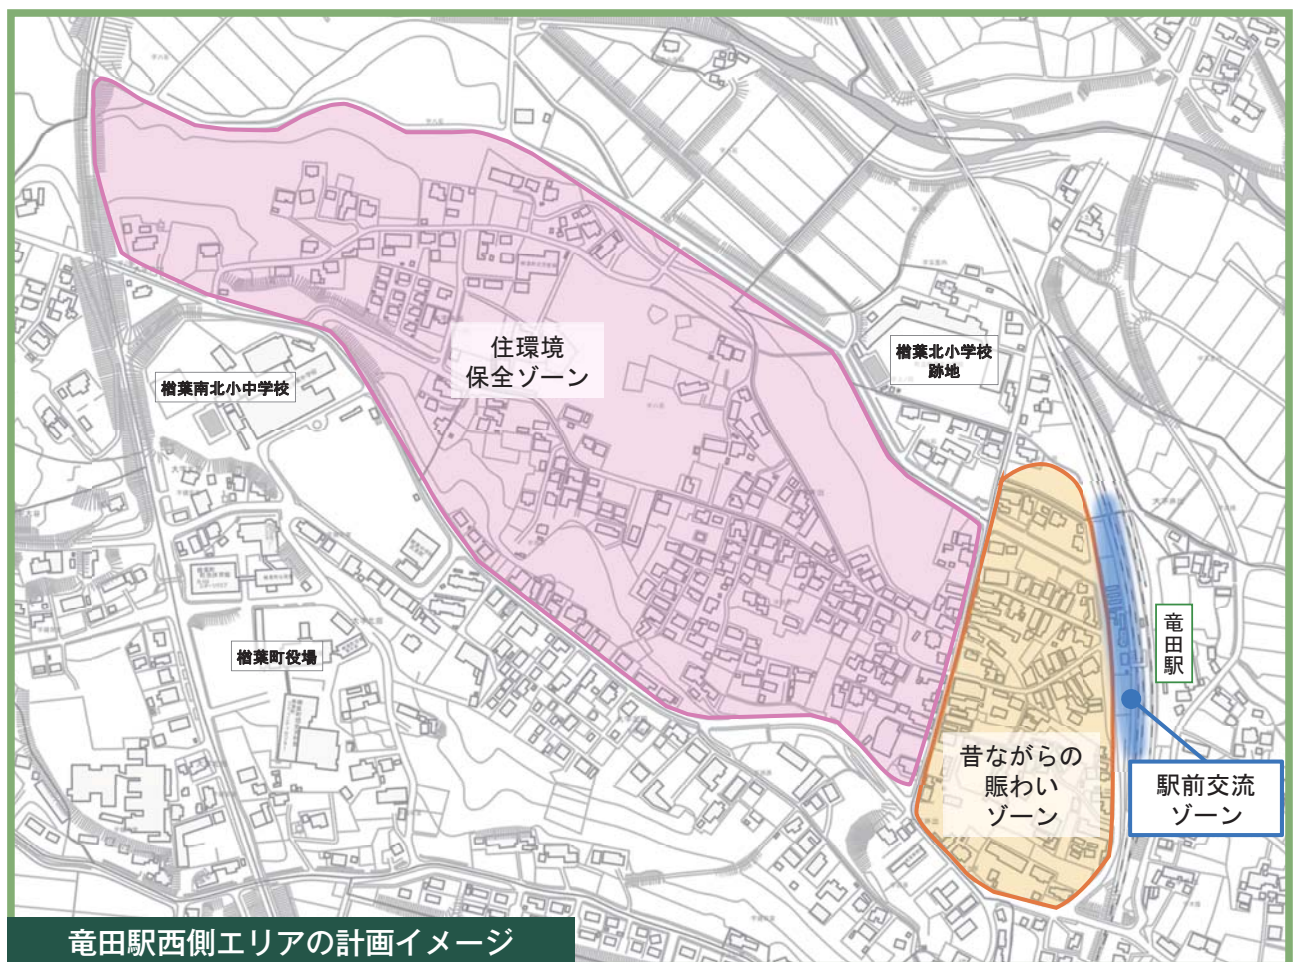 住環境
保全ゾーン
楢葉北小学校
跡地
楢葉南北小中学校
楢葉町役場
竜田駅
昔ながらの
賑わい
ゾーン
駅前交流
ゾーン
竜田駅西側エリアの計画イメージ